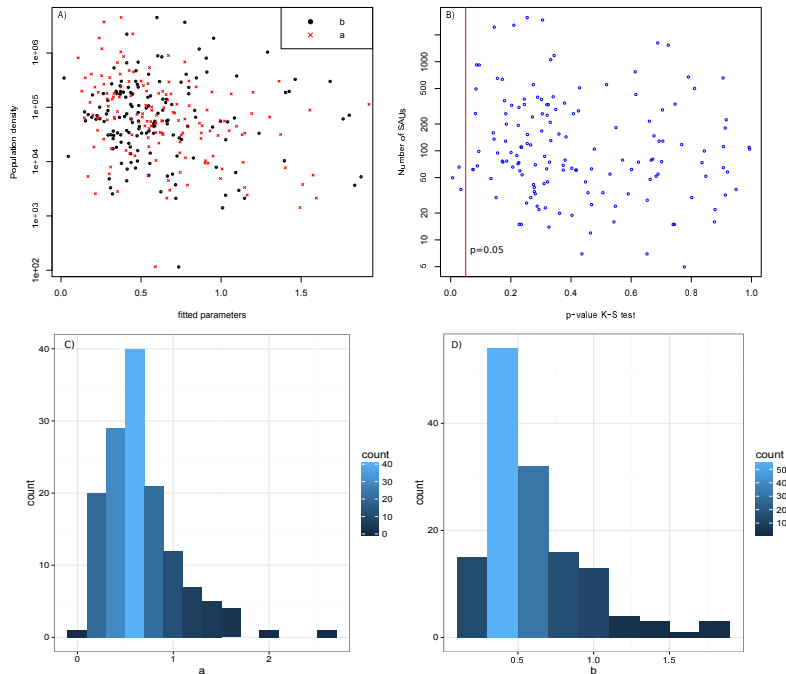 A)
b
a
Population density
1e+06
1e+05
1e+04
1e+03
1e+02
0.0 0.5 1.0 1.5
fitted parameters
B)
Number of SAUs
1000
500
200
100
50
20
10
5
p=0.05
0.0 0.2 0.4 0.6 0.8 1.0
p-value K-S test
C)
count
40
30
20
10
0
0 1 2
a
count
40
30
20
10
0
D)
count
40
20
0
0.5 1.0 1.5
b
count
50
40
30
20
10